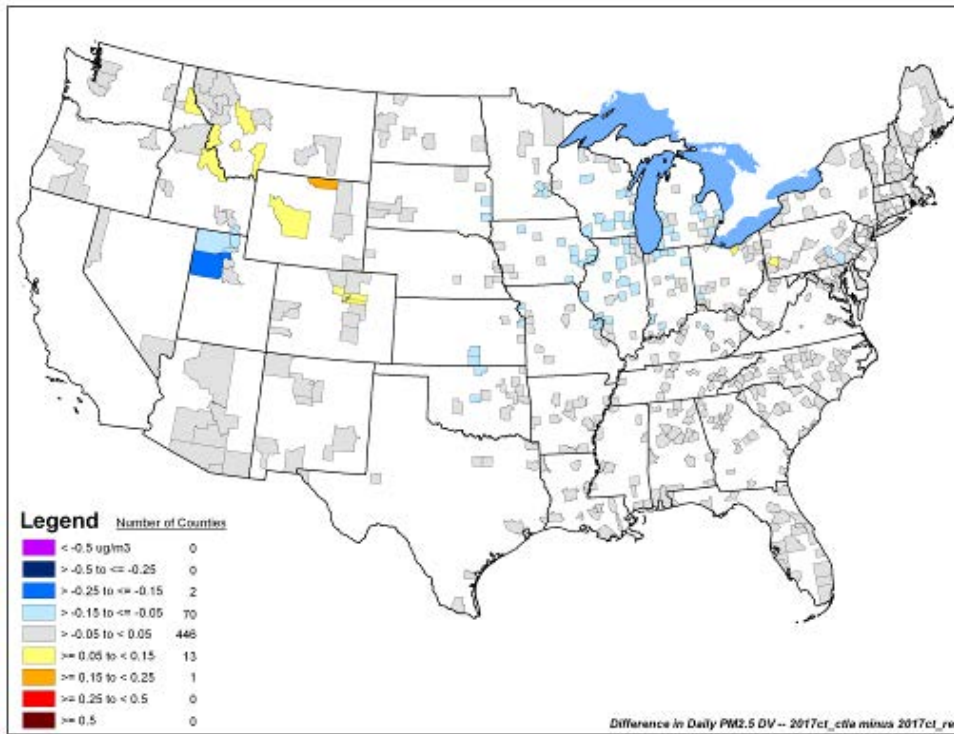 Legend Number of Counties
< -0.5 ug/m3 0
> -0.5 to <= -0.25 0
> -0.25 to <= -0.15 2
> -0.15 to <= -0.05 70
> -0.05 to < 0.05 446
>= 0.05 to < 0.15 13
>= 0.15 to < 0.25 1
>= 0.25 to < 0.5 0
>= 0.5 0
Difference in Daily PM2.5 DV -- 2017ct_ctla minus 2017ct_re